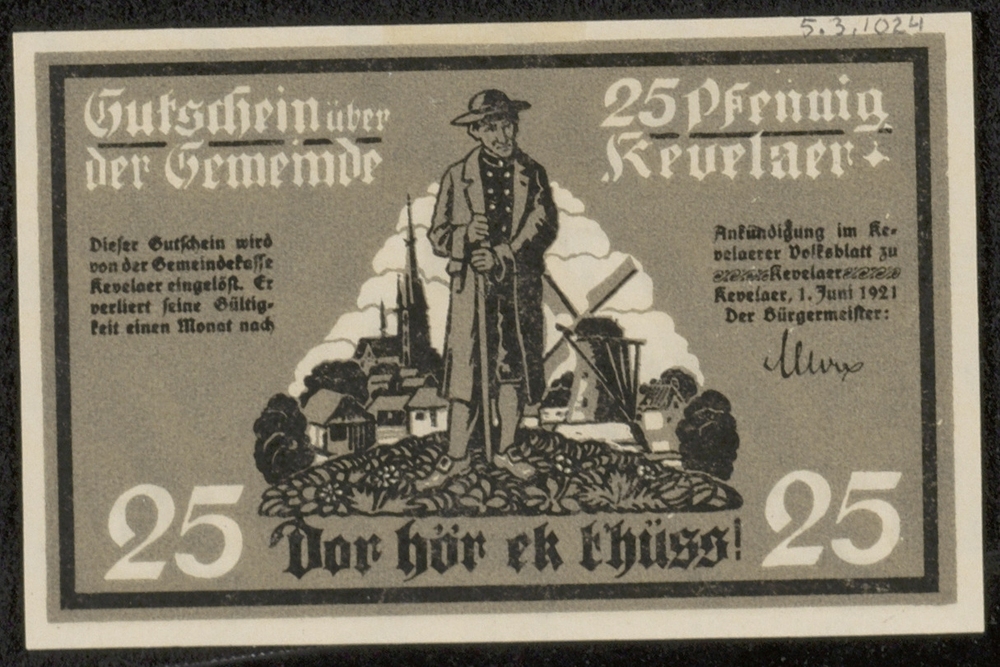 5.3.1024
Gutschein über
der Gemeinde
25 Pfennig
Kevelaer
Dieser Gutschein wird
von der Gemeindekasse
Kevelaer eingelöst. Er
verliert seine Gültig-
keit einen Monat nach
Ankündigung im Ke-
velaerer Volksblatt zu
Kevelaer
Kevelaer, 1. Juni 1921
Der Bürgermeister:
25
25
Dor hör ek t'hüss!